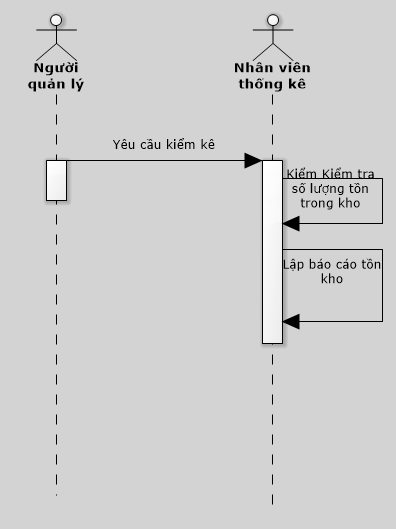 Người
quản lý
Nhân viên
thống kê
Yêu cầu kiểm kê
Kiểm Kiểm tra
số lượng tồn
trong kho
Lập báo cáo tồn
kho